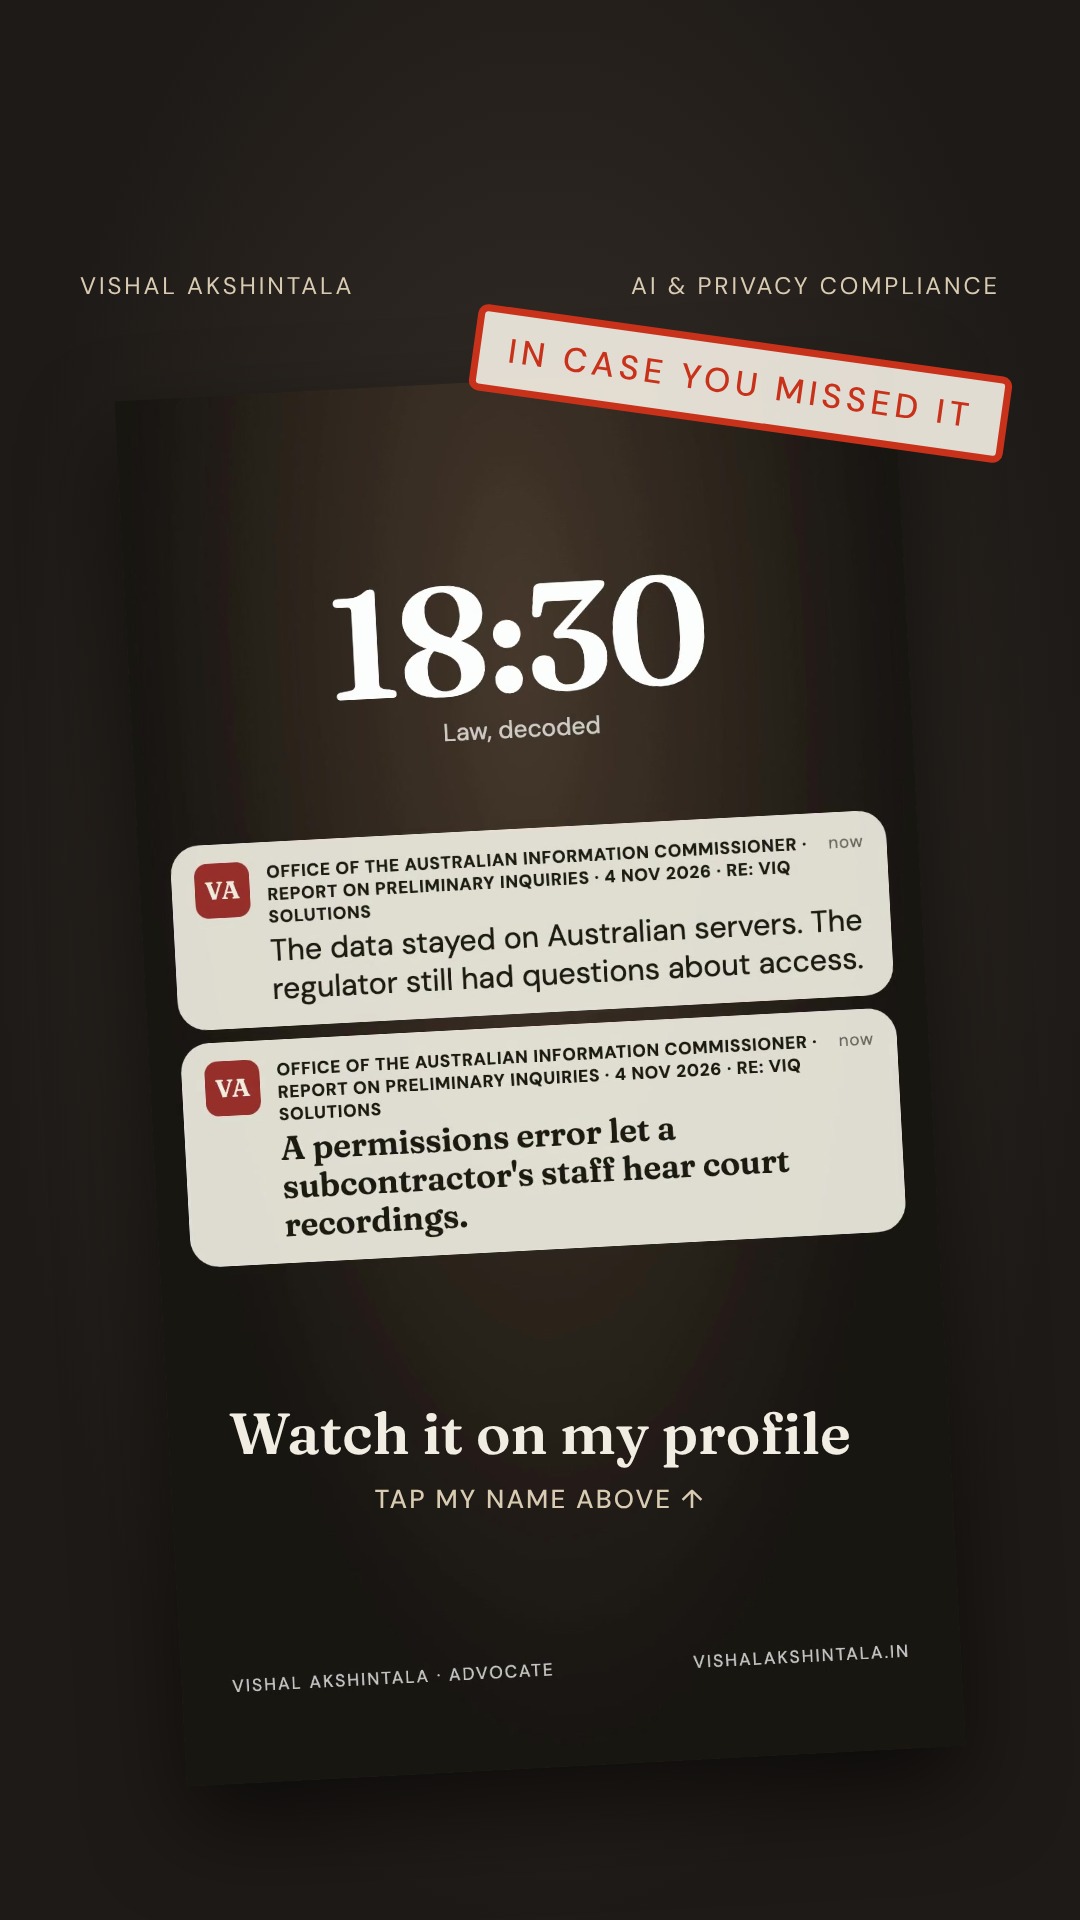 VISHAL AKSHINTALA
AI & PRIVACY COMPLIANCE
IN CASE YOU MISSED IT
18:30
Law, decoded
VA
OFFICE OF THE AUSTRALIAN INFORMATION COMMISSIONER ·
now
REPORT ON PRELIMINARY INQUIRIES · 4 NOV 2026 · RE: VIQ
SOLUTIONS
The data stayed on Australian servers. The
regulator still had questions about access.
VA
OFFICE OF THE AUSTRALIAN INFORMATION COMMISSIONER ·
now
REPORT ON PRELIMINARY INQUIRIES · 4 NOV 2026 · RE: VIQ
SOLUTIONS
A permissions error let a
subcontractor's staff hear court
recordings.
Watch it on my profile
TAP MY NAME ABOVE ↑
VISHAL AKSHINTALA · ADVOCATE
VISHALAKSHINTALA.IN